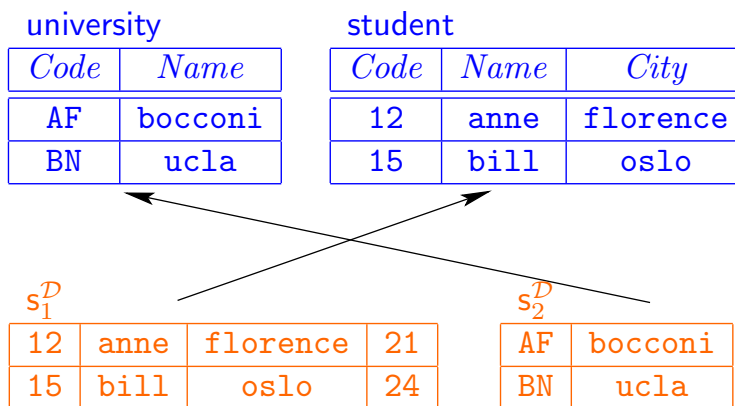 university student
Code Name Code Name City
AF bocconi 12 anne florence
BN ucla 15 bill oslo
s₁ᴰ s₂ᴰ
12 anne florence 21 AF bocconi
15 bill oslo 24 BN ucla